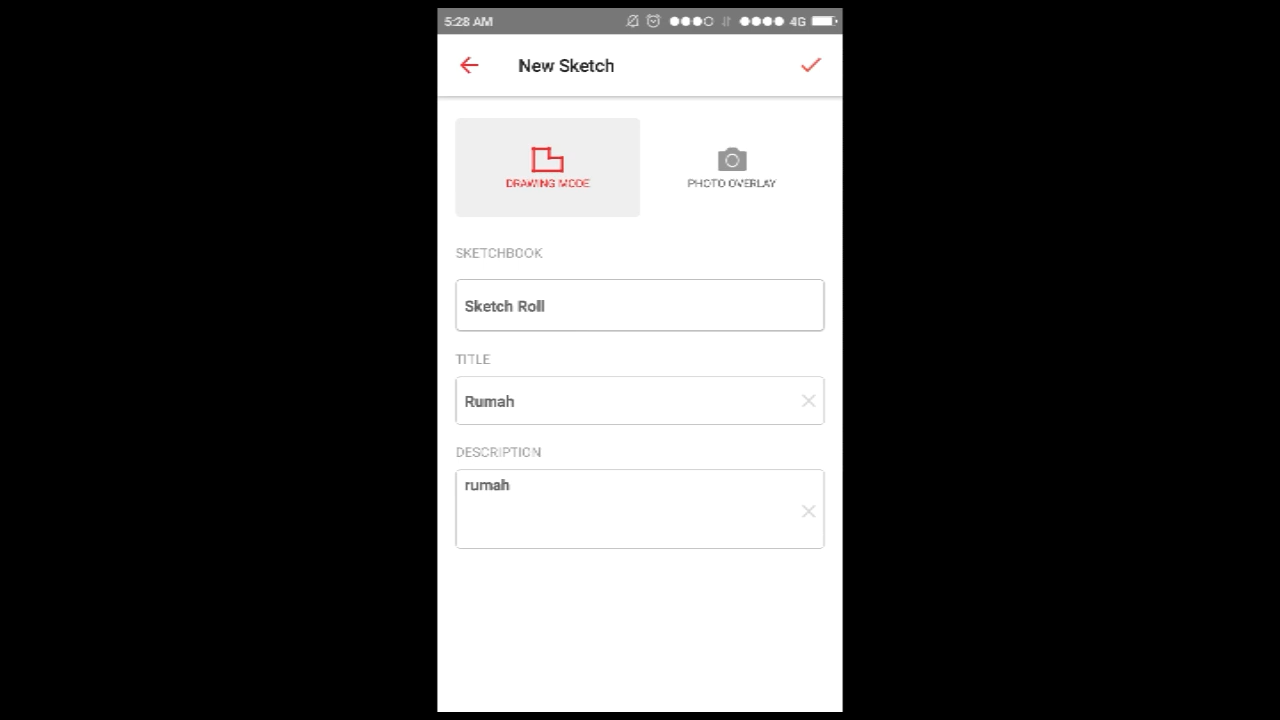 5:28 AM 4G
New Sketch
DRAWING MODE
PHOTO OVERLAY
SKETCHBOOK
Sketch Roll
TITLE
Rumah
DESCRIPTION
rumah